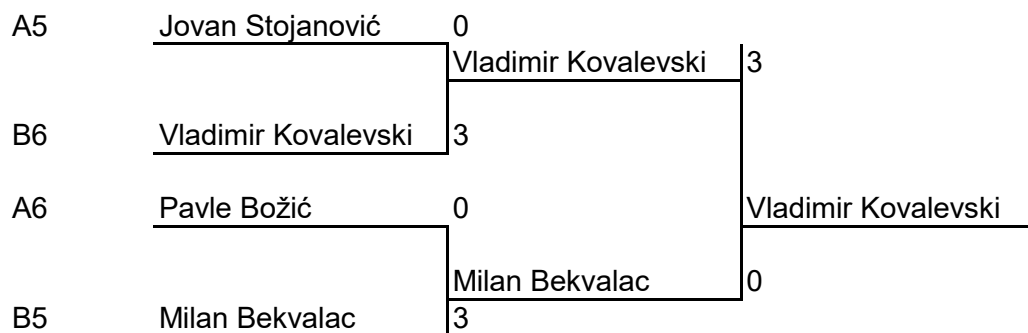 A5 Jovan Stojanović 0
Vladimir Kovalevski 3
B6 Vladimir Kovalevski 3
A6 Pavle Božić 0 Vladimir Kovalevski
Milan Bekvalac 0
B5 Milan Bekvalac 3